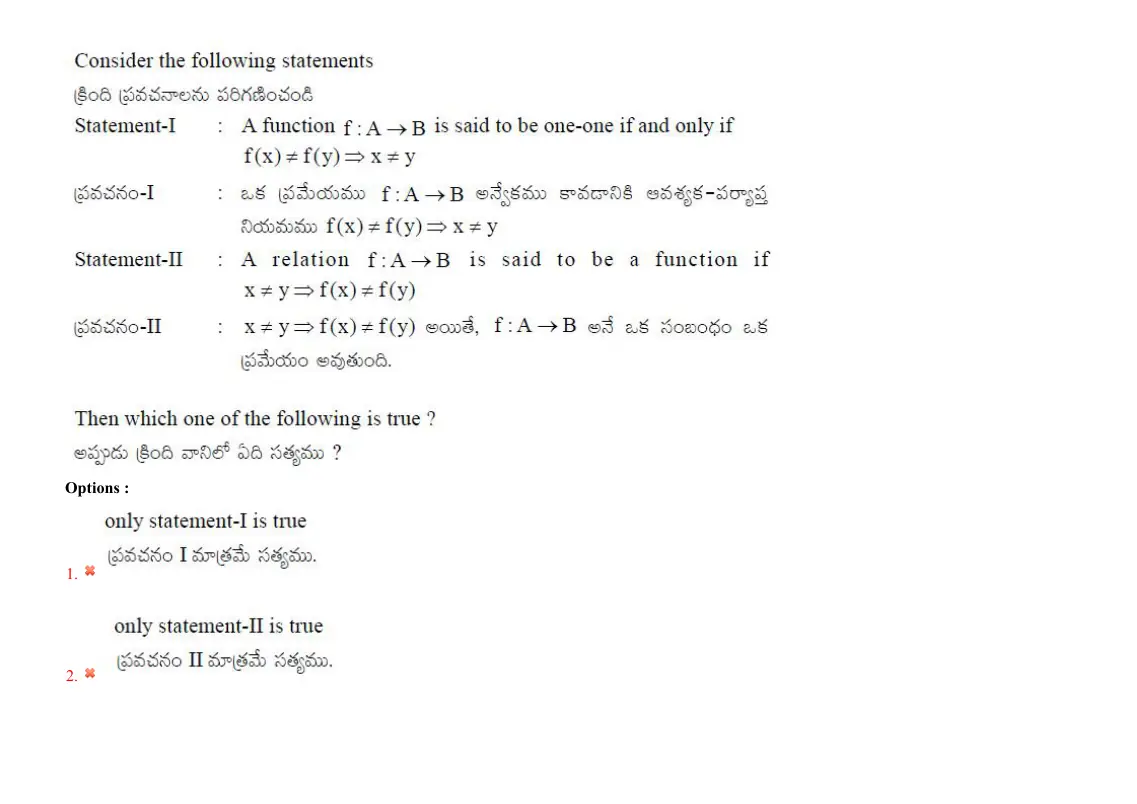 Consider the following statements
క్రింది ప్రవచనాలను పరిగణించండి
Statement-I : A function f : A → B is said to be one-one if and only if
f(x) ≠ f(y) ⇒ x ≠ y
ప్రవచనం-I : ఒక ప్రమేయము f : A → B అన్వేకము కావడానికి ఆవశ్యక-పర్యాప్త
నియమము f(x) ≠ f(y) ⇒ x ≠ y
Statement-II : A relation f : A → B is said to be a function if
x ≠ y ⇒ f(x) ≠ f(y)
ప్రవచనం-II : x ≠ y ⇒ f(x) ≠ f(y) అయితే, f : A → B అనే ఒక సంబంధం ఒక
ప్రమేయం అవుతుంది.
Then which one of the following is true ?
అప్పుడు క్రింది వానిలో ఏది సత్యము ?
Options :
only statement-I is true
ప్రవచనం I మాత్రమే సత్యము.
1. ✖
only statement-II is true
ప్రవచనం II మాత్రమే సత్యము.
2. ✖